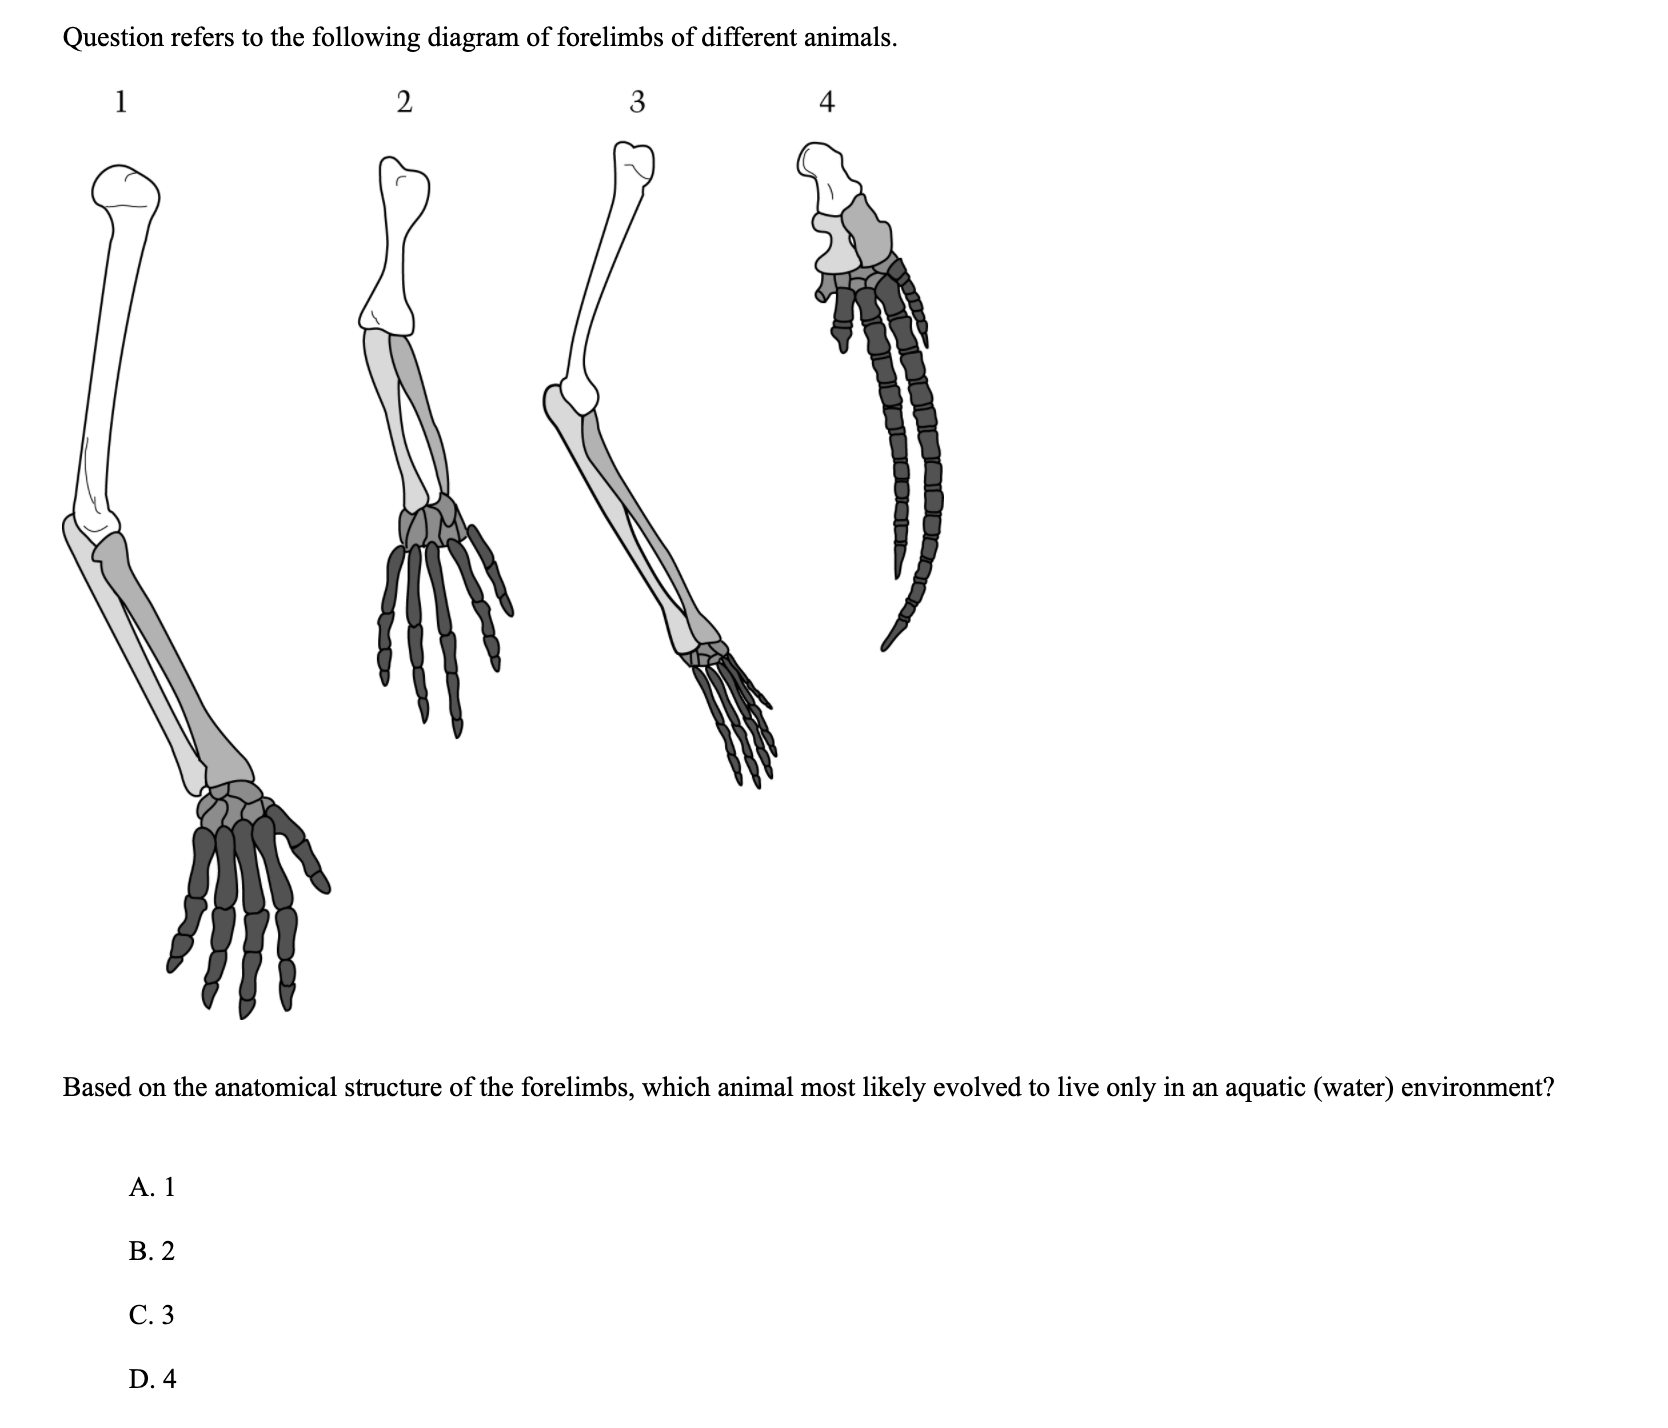 Question refers to the following diagram of forelimbs of different animals.
1 2 3 4
Based on the anatomical structure of the forelimbs, which animal most likely evolved to live only in an aquatic (water) environment?
A. 1
B. 2
C. 3
D. 4